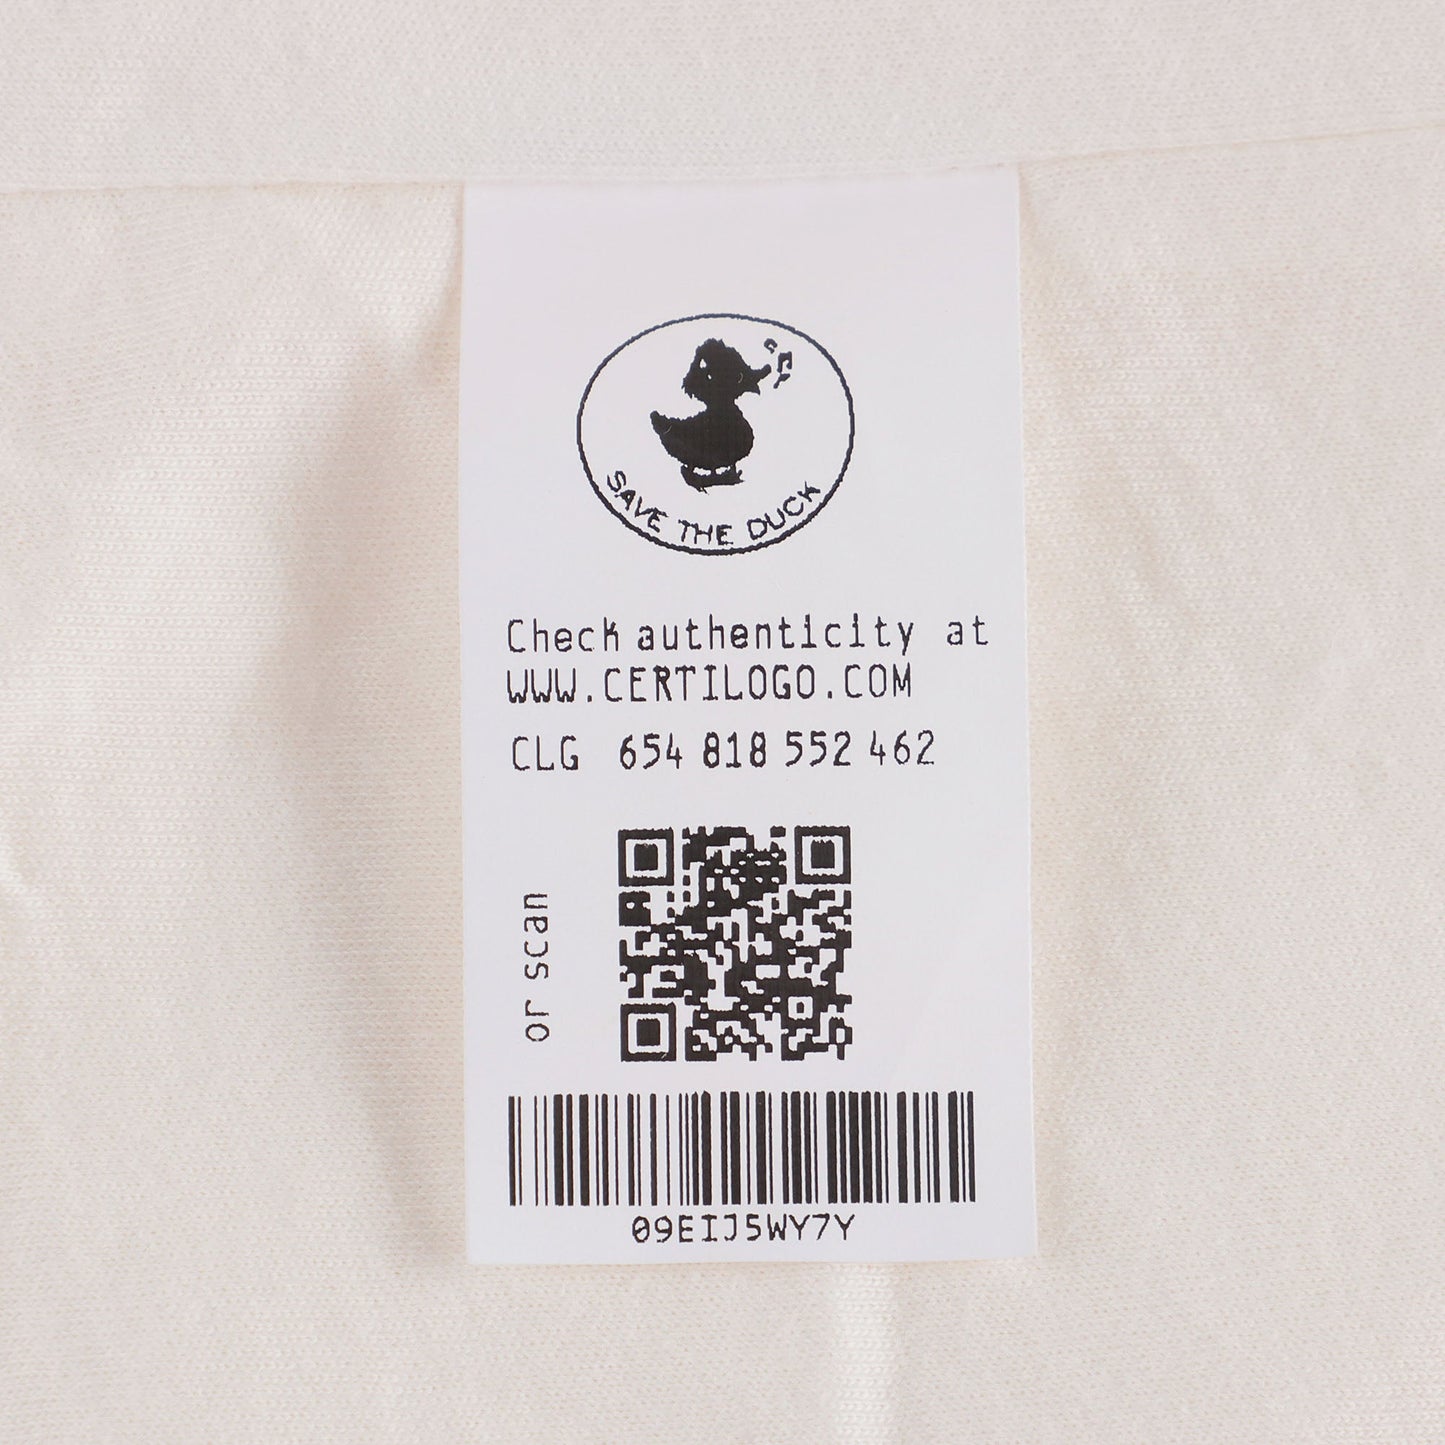 SAVE THE DUCK
Check authenticity at
WWW.CERTILOGO.COM
CLG 654 818 552 462
or scan
09EIJ5WY7Y